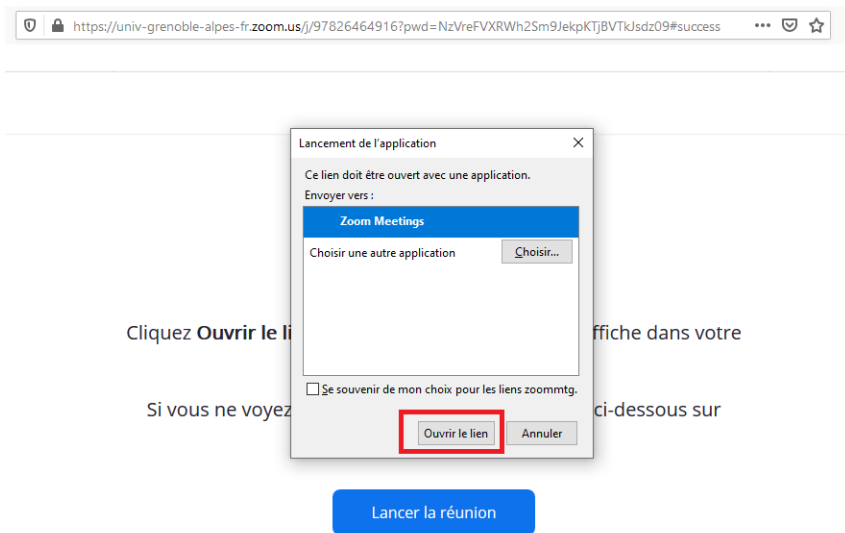 https://univ-grenoble-alpes-fr.zoom.us/j/97826464916?pwd=NzVreFVXRWh2Sm9JekpKTjBVTkJsdz09#success
Lancement de l'application
Ce lien doit être ouvert avec une application.
Envoyer vers :
Zoom Meetings
Choisir une autre application
Choisir...
Cliquez Ouvrir le li
ffiche dans votre
Se souvenir de mon choix pour les liens zoommtg.
Si vous ne voyez
ci-dessous sur
Ouvrir le lien
Annuler
Lancer la réunion